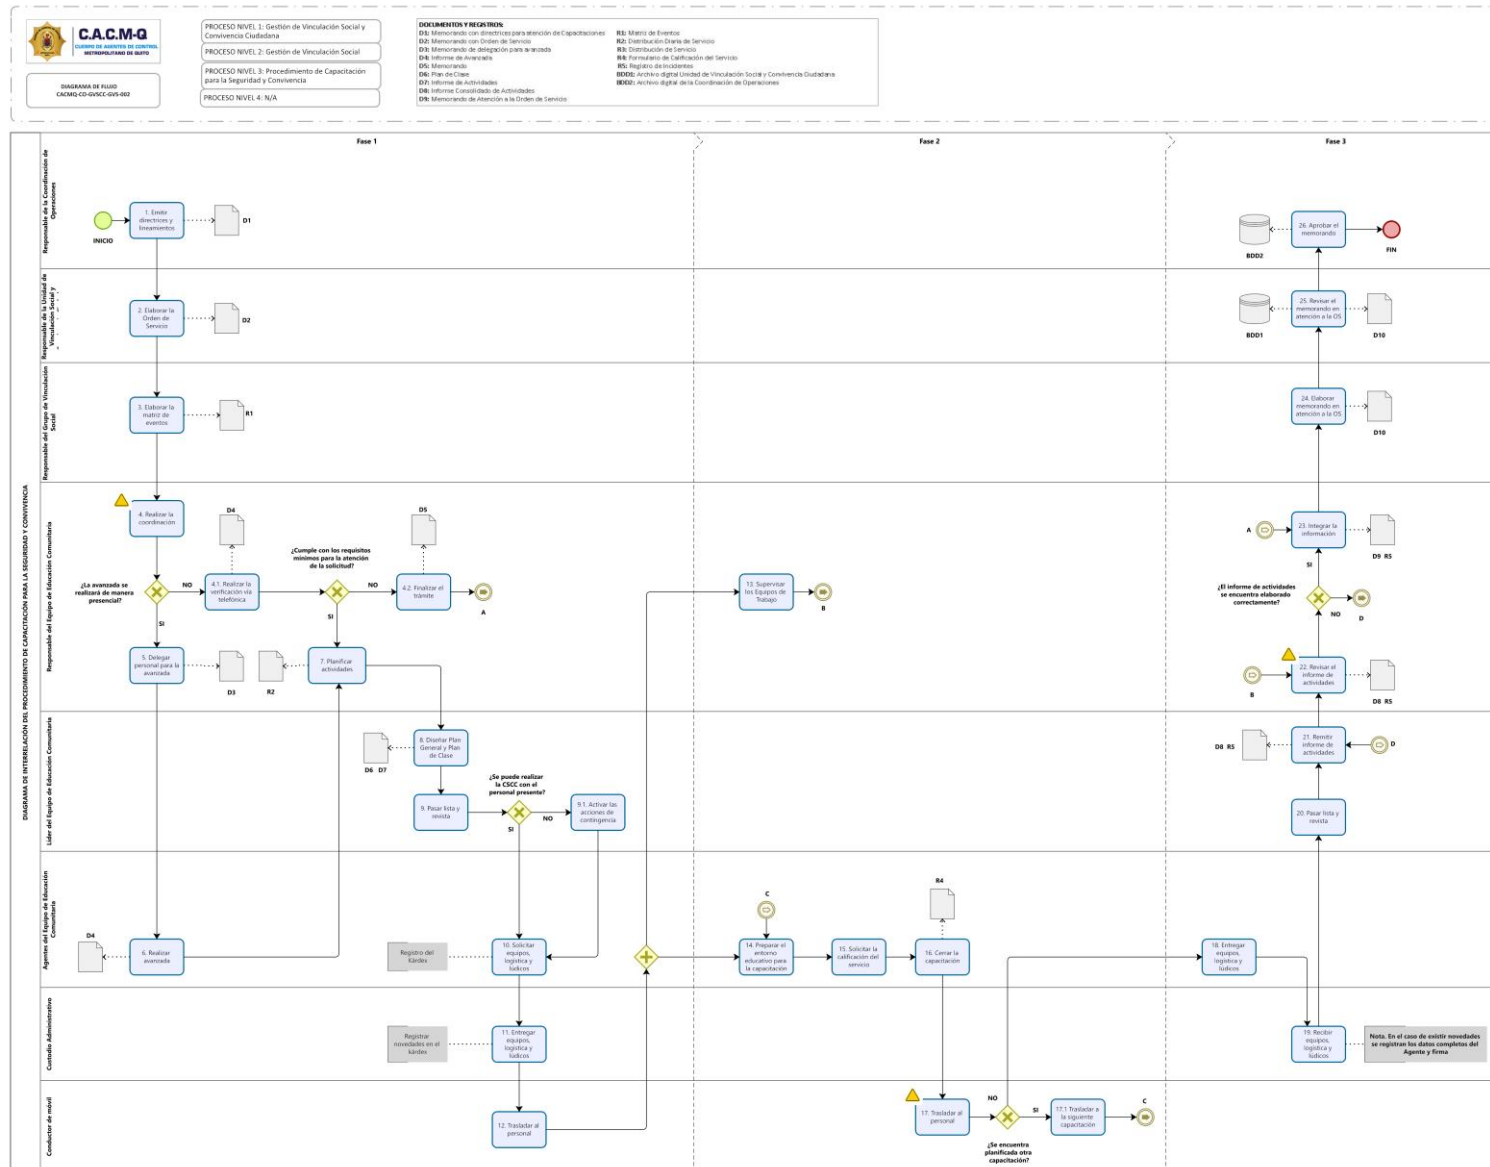 C.A.C.M-Q
CUERPO DE AGENTES DE CONTROL
METROPOLITANO DE QUITO
DIAGRAMA DE FLUJO
CACMQ-CO-GVSCC-GVS-002
PROCESO NIVEL 1: Gestión de Vinculación Social y
Convivencia Ciudadana
PROCESO NIVEL 2: Gestión de Vinculación Social
PROCESO NIVEL 3: Procedimiento de Capacitación
para la Seguridad y Convivencia
PROCESO NIVEL 4: N/A
DOCUMENTOS Y REGISTROS:
D1: Memorando con directrices para atención de Capacitaciones
D2: Memorando con Orden de Servicio
D3: Memorando de delegación para avanzada
D4: Informe de Avanzada
D5: Memorando
D6: Plan de Clase
D7: Informe de Actividades
D8: Informe Consolidado de Actividades
D9: Memorando de Atención a la Orden de Servicio
R1: Matriz de Eventos
R2: Distribución Diaria de Servicio
R3: Distribución de Servicio
R4: Formulario de Calificación del Servicio
R5: Registro de Incidentes
BDD1: Archivo digital Unidad de Vinculación Social y Convivencia Ciudadana
BDD2: Archivo digital de la Coordinación de Operaciones
DIAGRAMA DE INTERRELACIÓN DEL PROCEDIMIENTO DE CAPACITACIÓN PARA LA SEGURIDAD Y CONVIVENCIA
Fase 1
Fase 2
Fase 3
Responsable de la Coordinación de
Operaciones
INICIO
1. Emitir
directrices y
lineamientos
D1
BDD2
26. Aprobar el
memorando
FIN
Responsable de la Unidad de
Vinculación Social y
2. Elaborar la
Orden de
Servicio
D2
BDD1
25. Revisar el
memorando en
atención a la OS
D10
Responsable del Grupo de Vinculación
Social
3. Elaborar la
matriz de
eventos
R1
24. Elaborar
memorando en
atención a la OS
D10
Responsable del Equipo de Educación Comunitaria
4. Realizar la
coordinación
¿La avanzada se
realizará de manera
presencial?
NO
SI
D4
4.1. Realizar la
verificación vía
telefónica
¿Cumple con los requisitos
mínimos para la atención
de la solicitud?
NO
SI
D5
4.2. Finalizar el
trámite
A
5. Delegar
personal para la
avanzada
D3
R2
7. Planificar
actividades
13. Supervisar
los Equipos de
Trabajo
B
A
23. Integrar la
información
D9 R5
SI
¿El informe de actividades
se encuentra elaborado
correctamente?
NO
D
B
22. Revisar el
informe de
actividades
D8 R5
Líder del Equipo de Educación Comunitaria
8. Diseñar Plan
General y Plan
de Clase
D6 D7
9. Pasar lista y
revista
¿Se puede realizar
la CSCC con el
personal presente?
SI
NO
9.1. Activar las
acciones de
contingencia
D8 R5
21. Remitir
informe de
actividades
D
20. Pasar lista y
revista
Agentes del Equipo de Educación
Comunitaria
D4
6. Realizar
avanzada
Registro del
Kárdex
10. Solicitar
equipos,
logística y
lúdicos
C
14. Preparar el
entorno
educativo para
la capacitación
15. Solicitar la
calificación del
servicio
R4
16. Cerrar la
capacitación
18. Entregar
equipos,
logística y
lúdicos
Custodio Administrativo
Registrar
novedades en el
kárdex
11. Entregar
equipos,
logística y
lúdicos
19. Recibir
equipos,
logística y
lúdicos
Nota. En el caso de existir novedades
se registran los datos completos del
Agente y firma
Conductor de móvil
12. Trasladar al
personal
17. Trasladar al
personal
NO
SI
¿Se encuentra
planificada otra
capacitación?
17.1 Trasladar a
la siguiente
capacitación
C